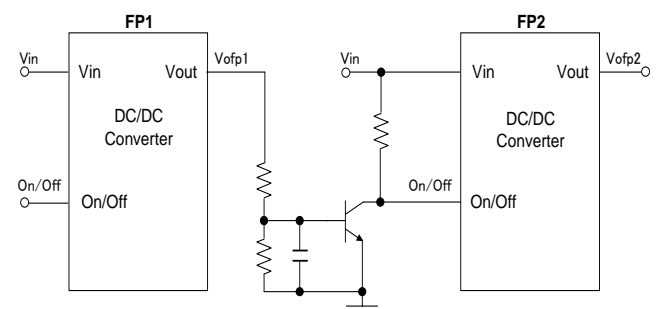 FP1
FP2
Vin
Vin
Vout
Vofp1
DC/DC
Converter
On/Off
On/Off
Vin
Vin
Vout
Vofp2
DC/DC
Converter
On/Off
On/Off